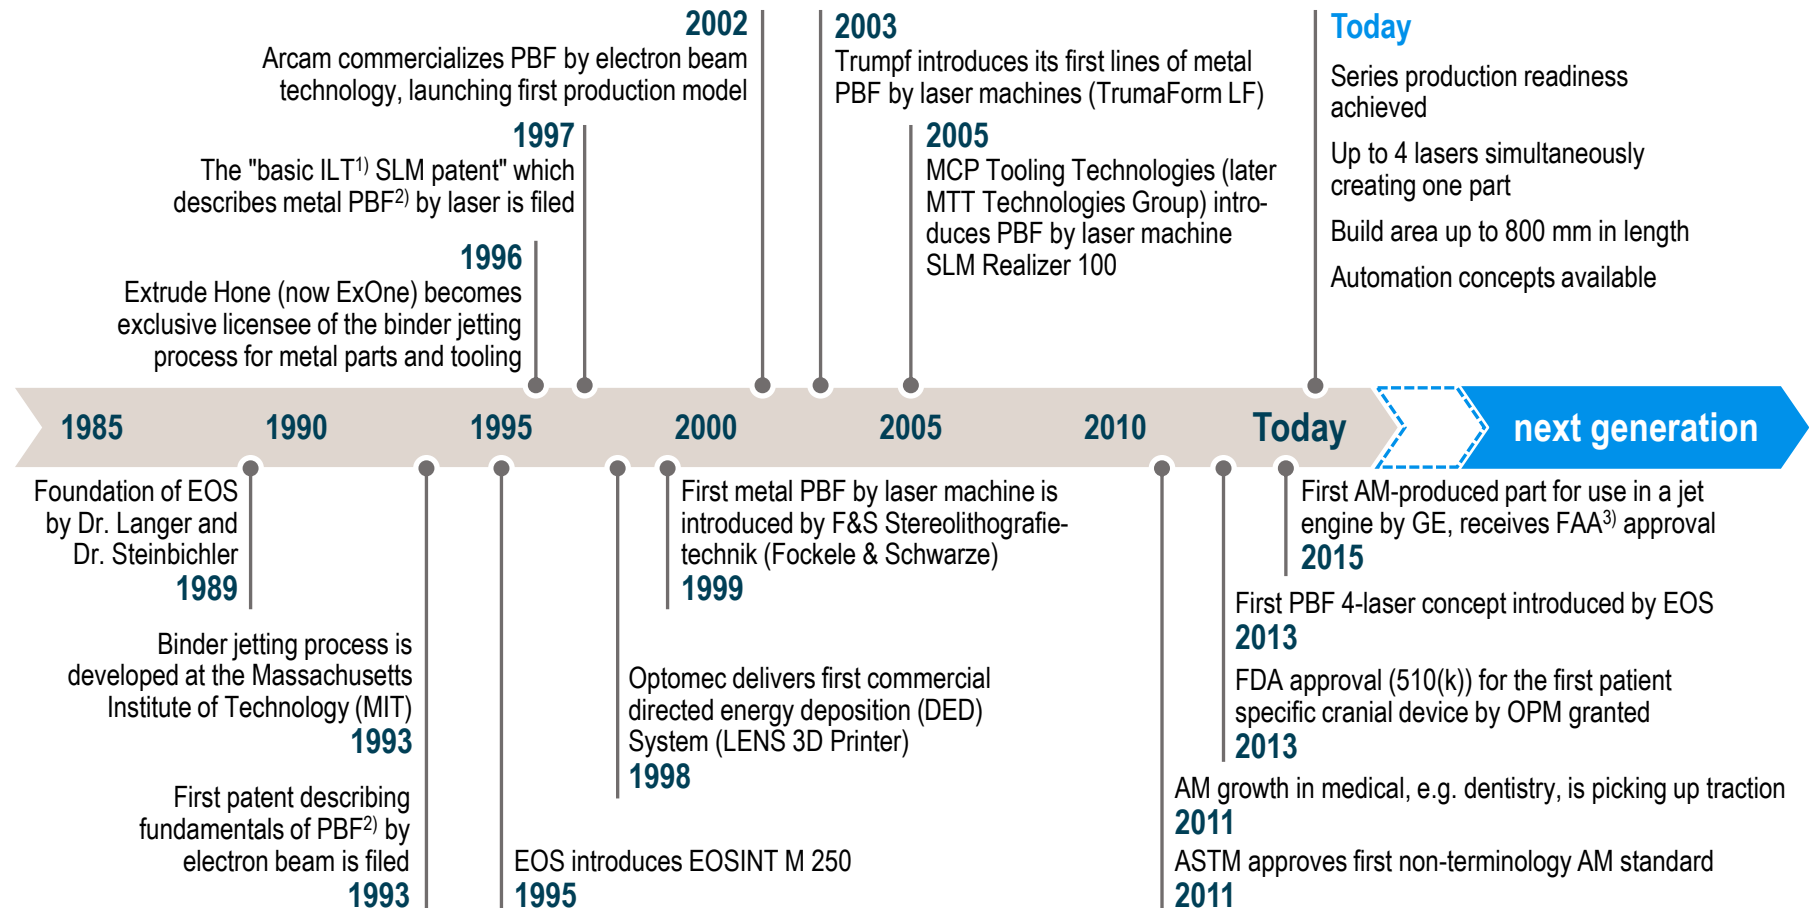 2002
Arcam commercializes PBF by electron beam
technology, launching first production model
1997
The "basic ILT1) SLM patent" which
describes metal PBF2) by laser is filed
1996
Extrude Hone (now ExOne) becomes
exclusive licensee of the binder jetting
process for metal parts and tooling
2003
Trumpf introduces its first lines of metal
PBF by laser machines (TrumaForm LF)
2005
MCP Tooling Technologies (later
MTT Technologies Group) intro-
duces PBF by laser machine
SLM Realizer 100
Today
Series production readiness
achieved
Up to 4 lasers simultaneously
creating one part
Build area up to 800 mm in length
Automation concepts available
1985 1990 1995 2000 2005 2010 Today next generation
Foundation of EOS
by Dr. Langer and
Dr. Steinbichler
1989
Binder jetting process is
developed at the Massachusetts
Institute of Technology (MIT)
1993
First patent describing
fundamentals of PBF2) by
electron beam is filed
1993
EOS introduces EOSINT M 250
1995
Optomec delivers first commercial
directed energy deposition (DED)
System (LENS 3D Printer)
1998
First metal PBF by laser machine is
introduced by F&S Stereolithografie-
technik (Fockele & Schwarze)
1999
First AM-produced part for use in a jet
engine by GE, receives FAA3) approval
2015
First PBF 4-laser concept introduced by EOS
2013
FDA approval (510(k)) for the first patient
specific cranial device by OPM granted
2013
AM growth in medical, e.g. dentistry, is picking up traction
2011
ASTM approves first non-terminology AM standard
2011